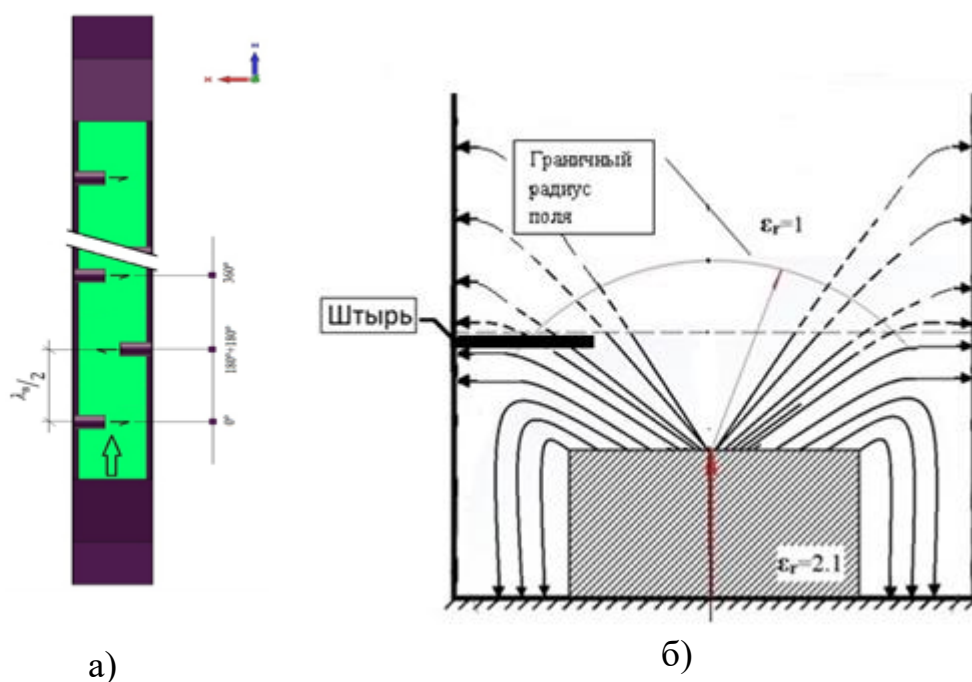 360°
180°+180°
0°
λв/2
Граничный
радиус
поля
εr=1
Штырь
εr=2.1
а)
б)